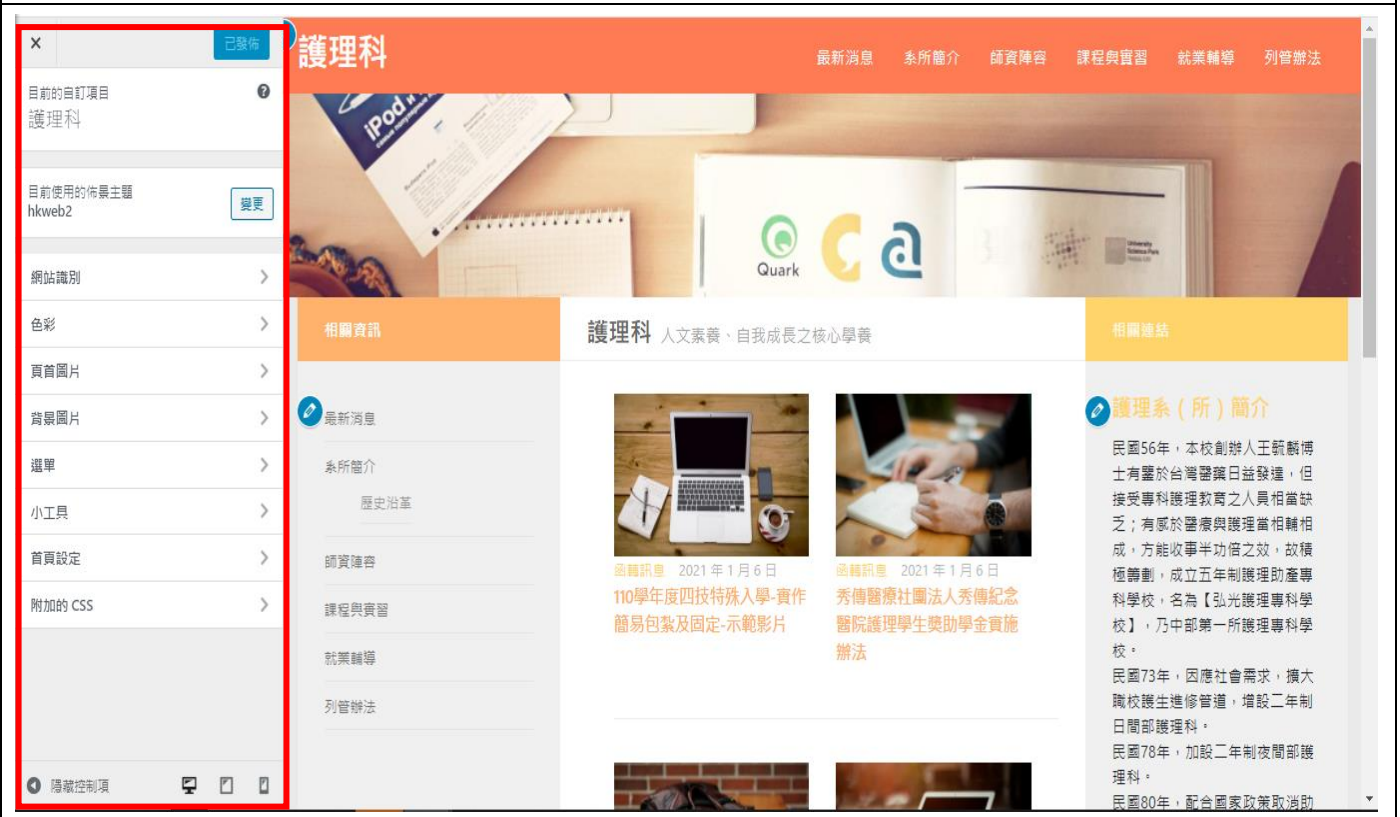 已發佈
目前的自訂項目
護理科
目前使用的佈景主題
hkweb2
變更
網站識別
色彩
頁首圖片
背景圖片
選單
小工具
首頁設定
附加的 CSS
隱藏控制項
護理科
最新消息 系所簡介 師資陣容 課程與實習 就業輔導 列管辦法
iPod
Quark
University
Science Park
相關資訊
最新消息
系所簡介
歷史沿革
師資陣容
課程與實習
就業輔導
列管辦法
護理科 人文素養、自我成長之核心學養
函轉訊息 2021 年 1 月 6 日
110學年度四技特殊入學-實作
簡易包紮及固定-示範影片
函轉訊息 2021 年 1 月 6 日
秀傳醫療社團法人秀傳紀念
醫院護理學生獎助學金實施
辦法
相關連結
護理系(所)簡介
民國56年，本校創辦人王毓麟博
士有鑒於台灣醫藥日益發達，但
接受專科護理教育之人員相當缺
乏；有感於醫療與護理當相輔相
成，方能收事半功倍之效，故積
極籌劃，成立五年制護理助產專
科學校，名為【弘光護理專科學
校】，乃中部第一所護理專科學
校。
民國73年，因應社會需求，擴大
職校護生進修管道，增設二年制
日間部護理科。
民國78年，加設二年制夜間部護
理科。
民國80年，配合國家政策取消助